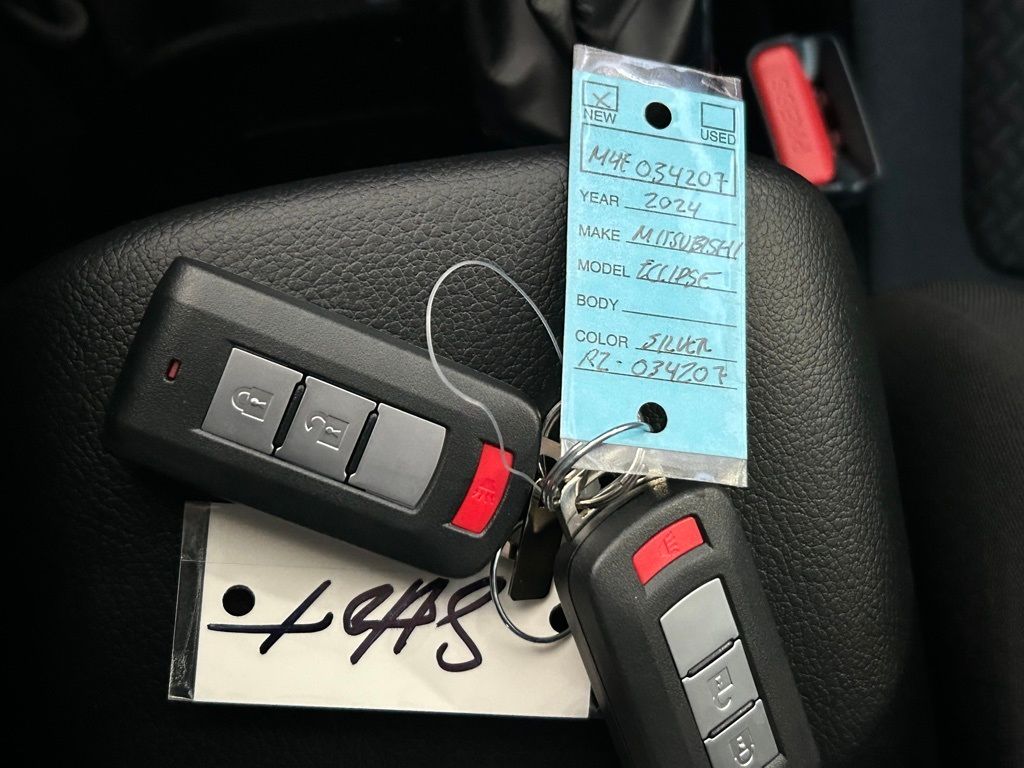 NEW
USED
M4E 034207
YEAR 2024
MAKE MITSUBISHI
MODEL ECLIPSE
BODY
COLOR SILVER
RZ - 034207